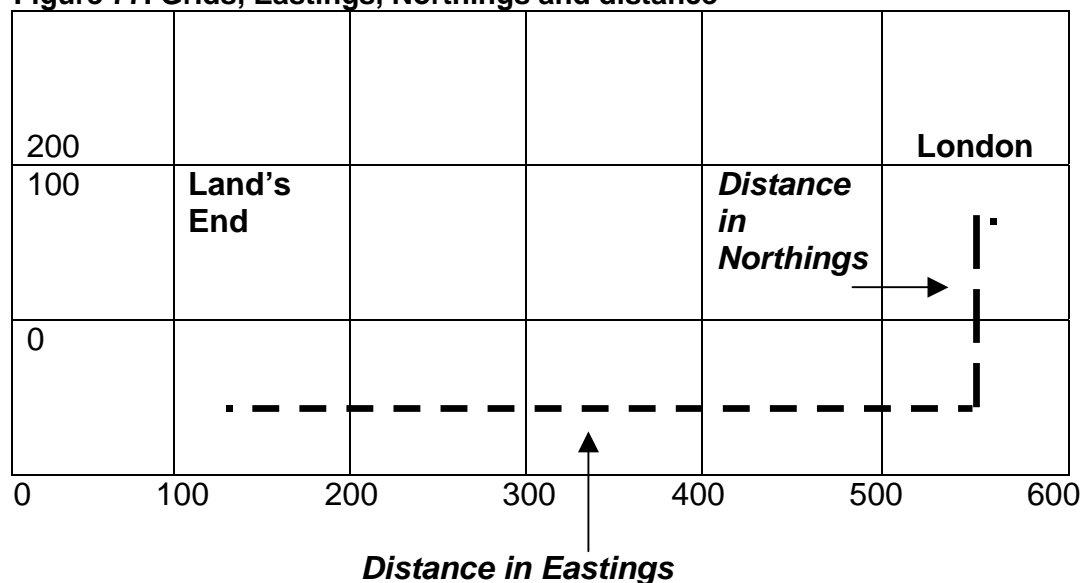 Figure 77: Grids, Eastings, Northings and distance
200
London
100
Land's
End
Distance
in
Northings
0
0 100 200 300 400 500 600
Distance in Eastings